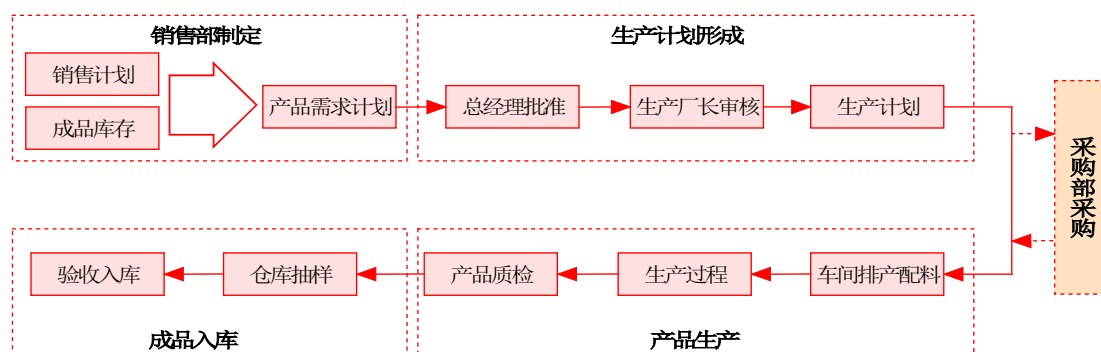 销售部制定
销售计划
成品库存
产品需求计划
生产计划形成
总经理批准
生产厂长审核
生产计划
采购部采购
验收入库
仓库抽样
产品质检
生产过程
车间排产配料
成品入库
产品生产